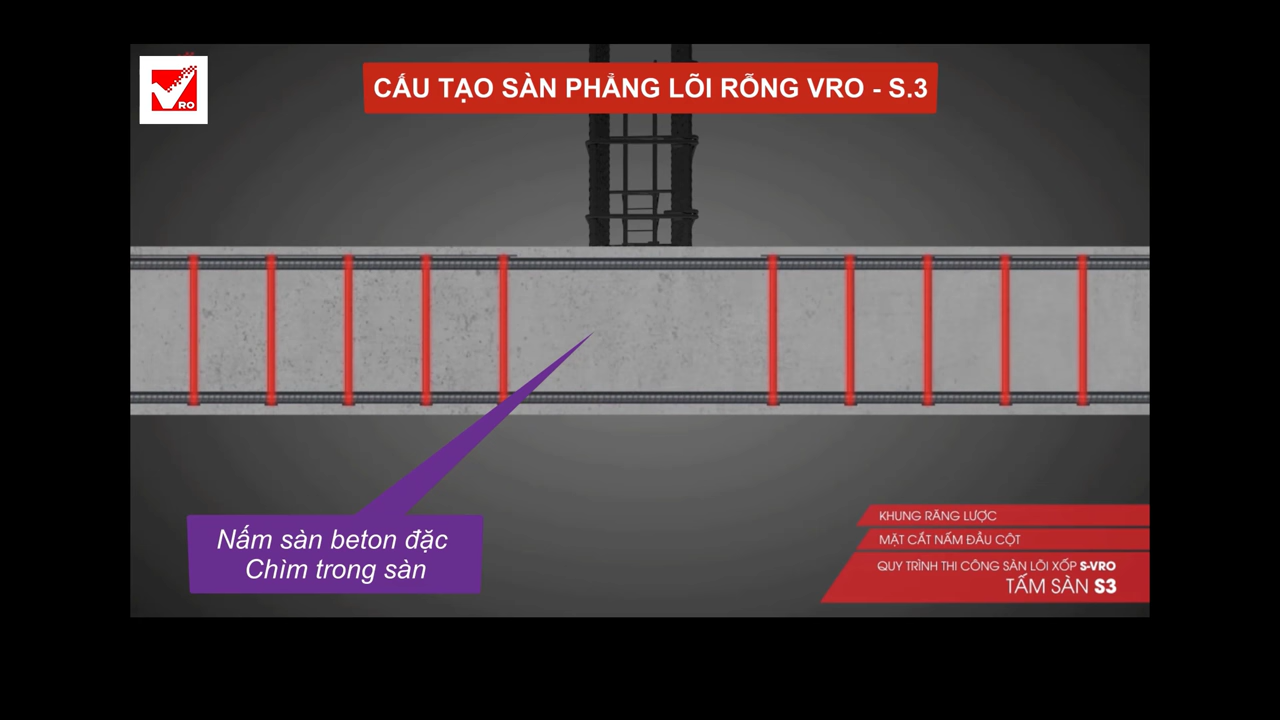 RO
CẤU TẠO SÀN PHẲNG LÕI RỖNG VRO - S.3
Nấm sàn beton đặc
Chìm trong sàn
KHUNG RĂNG LƯỢC
MẶT CẮT NẤM ĐẦU CỘT
QUY TRÌNH THI CÔNG SÀN LÕI XỐP S-VRO
TẤM SÀN S3